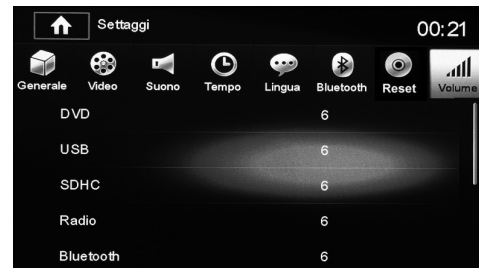 Settaggi 00:21
Generale Video Suono Tempo Lingua Bluetooth Reset Volume
DVD 6
USB 6
SDHC 6
Radio 6
Bluetooth 6